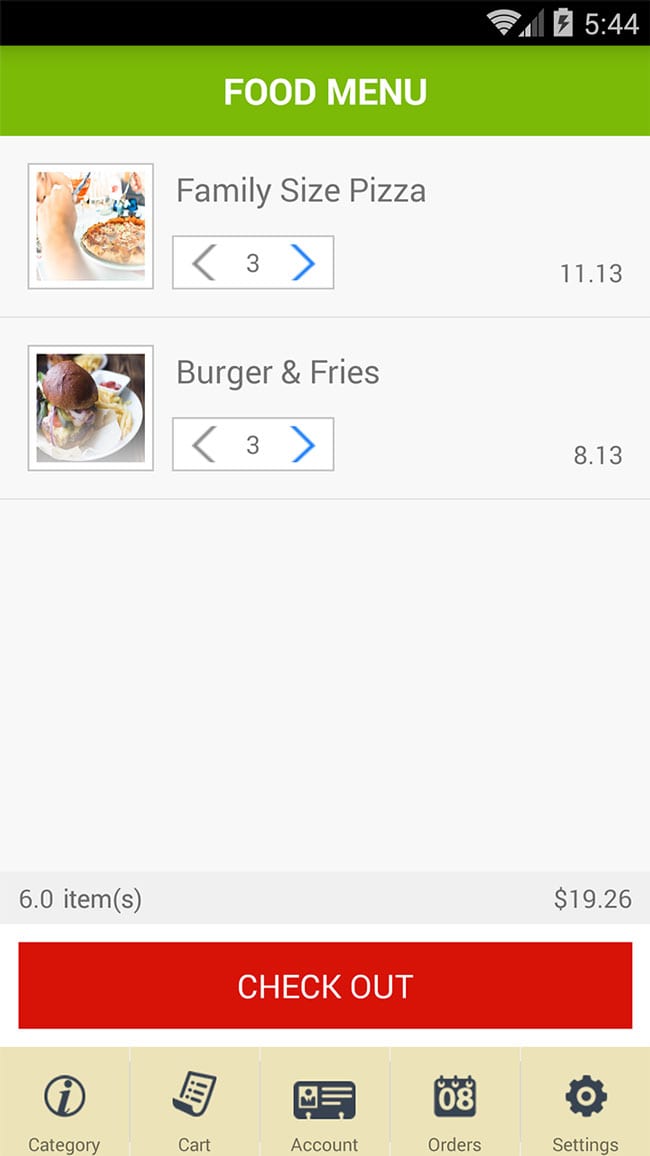 5:44
FOOD MENU
Family Size Pizza
3
11.13
Burger & Fries
3
8.13
6.0 item(s) $19.26
CHECK OUT
08
Category Cart Account Orders Settings